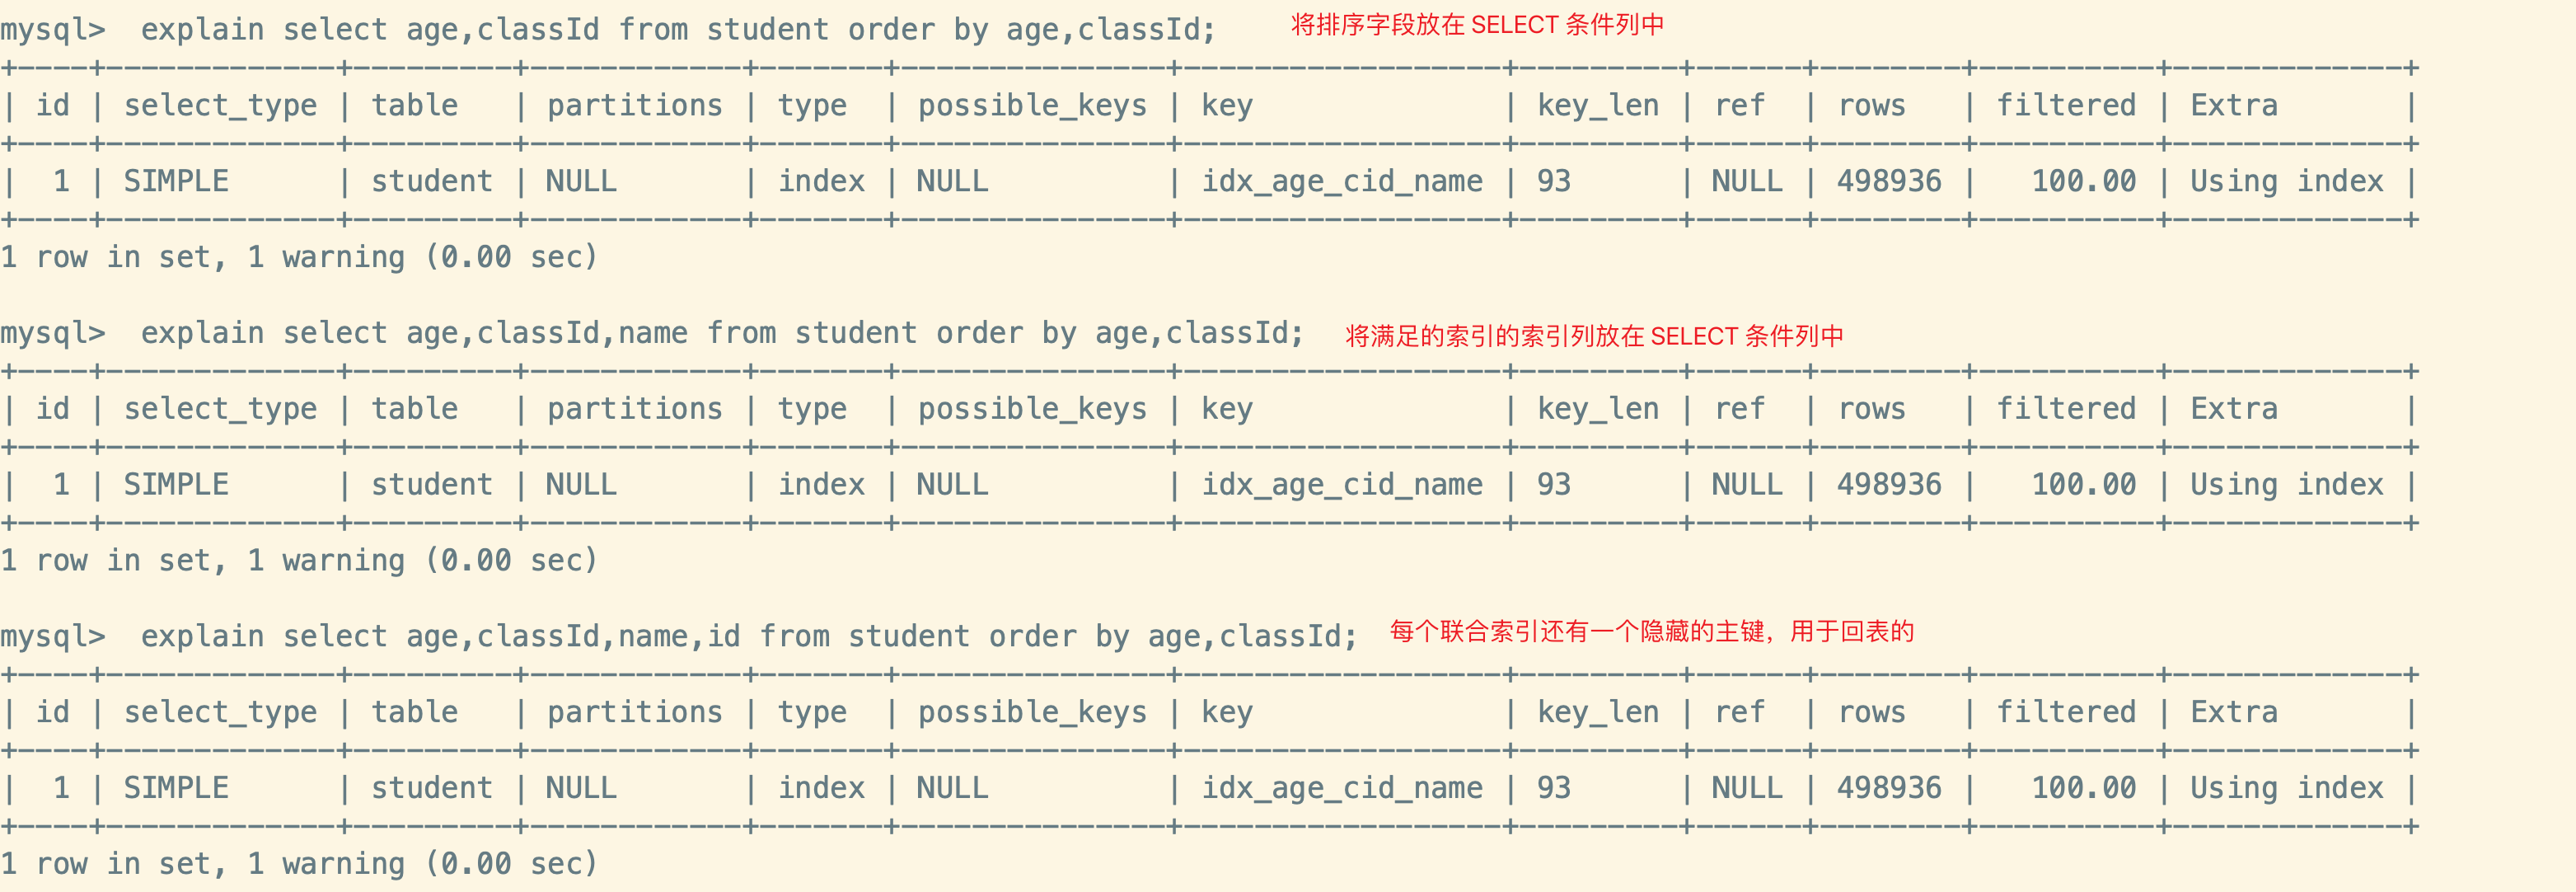 mysql>  explain select age,classId from student order by age,classId; 将排序字段放在 SELECT 条件列中
+----+-------------+---------+------------+-------+---------------+------------------+---------+------+--------+----------+-------------+
| id | select_type | table   | partitions | type  | possible_keys | key              | key_len | ref  | rows   | filtered | Extra       |
+----+-------------+---------+------------+-------+---------------+------------------+---------+------+--------+----------+-------------+
|  1 | SIMPLE      | student | NULL       | index | NULL          | idx_age_cid_name | 93      | NULL | 498936 |   100.00 | Using index |
+----+-------------+---------+------------+-------+---------------+------------------+---------+------+--------+----------+-------------+
1 row in set, 1 warning (0.00 sec)
mysql>  explain select age,classId,name from student order by age,classId; 将满足的索引的索引列放在 SELECT 条件列中
+----+-------------+---------+------------+-------+---------------+------------------+---------+------+--------+----------+-------------+
| id | select_type | table   | partitions | type  | possible_keys | key              | key_len | ref  | rows   | filtered | Extra       |
+----+-------------+---------+------------+-------+---------------+------------------+---------+------+--------+----------+-------------+
|  1 | SIMPLE      | student | NULL       | index | NULL          | idx_age_cid_name | 93      | NULL | 498936 |   100.00 | Using index |
+----+-------------+---------+------------+-------+---------------+------------------+---------+------+--------+----------+-------------+
1 row in set, 1 warning (0.00 sec)
mysql>  explain select age,classId,name,id from student order by age,classId; 每个联合索引还有一个隐藏的主键，用于回表的
+----+-------------+---------+------------+-------+---------------+------------------+---------+------+--------+----------+-------------+
| id | select_type | table   | partitions | type  | possible_keys | key              | key_len | ref  | rows   | filtered | Extra       |
+----+-------------+---------+------------+-------+---------------+------------------+---------+------+--------+----------+-------------+
|  1 | SIMPLE      | student | NULL       | index | NULL          | idx_age_cid_name | 93      | NULL | 498936 |   100.00 | Using index |
+----+-------------+---------+------------+-------+---------------+------------------+---------+------+--------+----------+-------------+
1 row in set, 1 warning (0.00 sec)